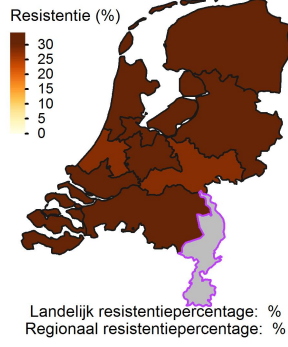 Resistentie (%)
30
25
20
15
10
5
0
Landelijk resistentiepercentage: %
Regionaal resistentiepercentage: %